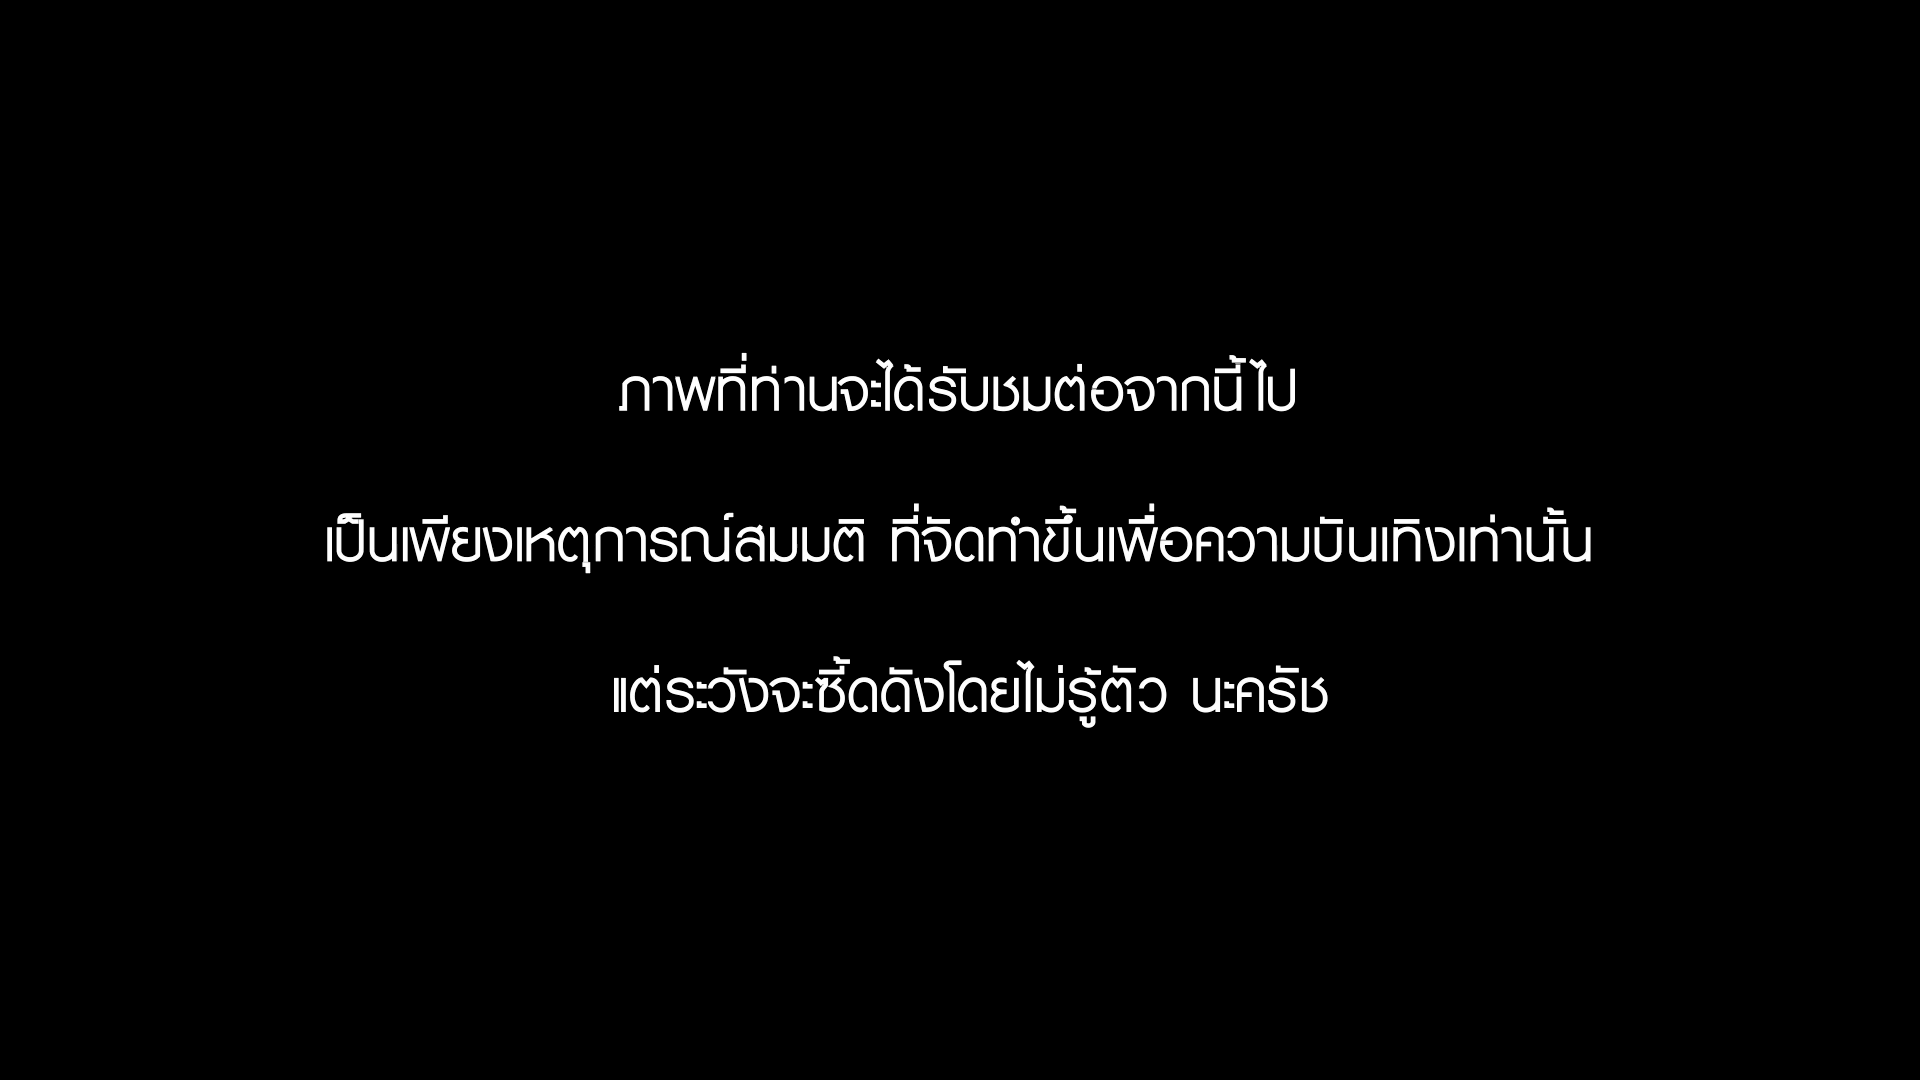 ภาพที่ท่านจะได้รับชมต่อจากนี้ไป
เป็นเพียงเหตุการณ์สมมติ ที่จัดทำขึ้นเพื่อความบันเทิงเท่านั้น
แต่ระวังจะซี้ดดังโดยไม่รู้ตัว นะครัช